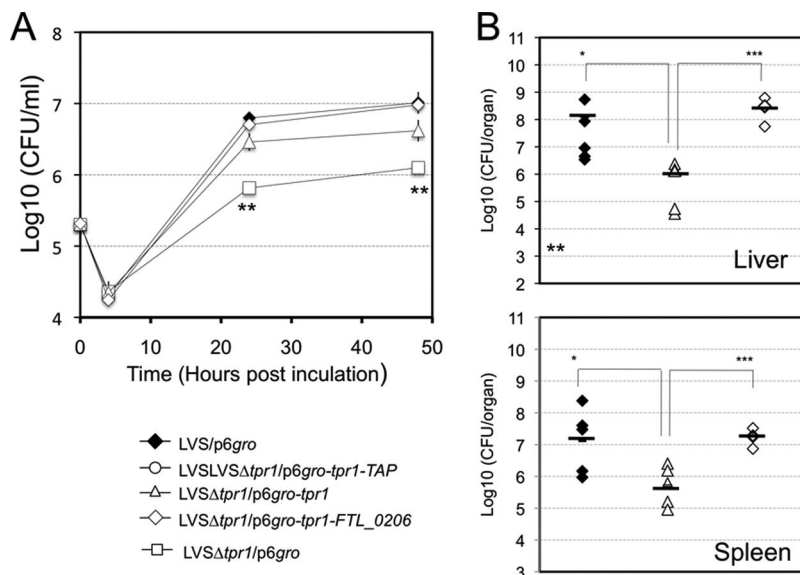 A
8
7
6
5
4
Log10 (CFU/ml)
**
**
0 10 20 30 40 50
Time (Hours post inculation)
LVS/p6gro
LVSLVSΔtpr1/p6gro-tpr1-TAP
LVSΔtpr1/p6gro-tpr1
LVSΔtpr1/p6gro-tpr1-FTL_0206
LVSΔtpr1/p6gro
B
11
10
9
8
7
6
5
4
3
2
Log10 (CFU/organ)
* ***
**
Liver
11
10
9
8
7
6
5
4
3
Log10 (CFU/organ)
* ***
Spleen